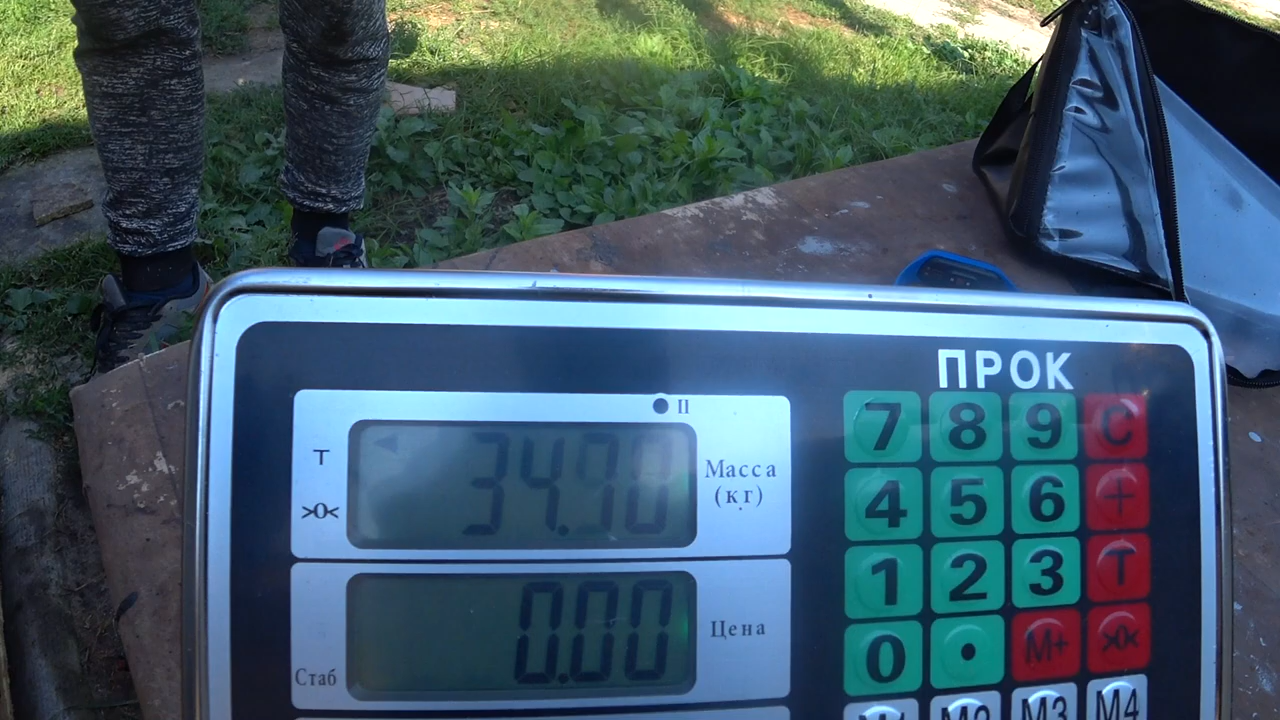 ПРОК
П
Т
>0<
34.90
Масса
(кг)
7 8 9 C
4 5 6 +
1 2 3 T
0 . M+ >0<
0.00
Цена
Стаб
M3 M4